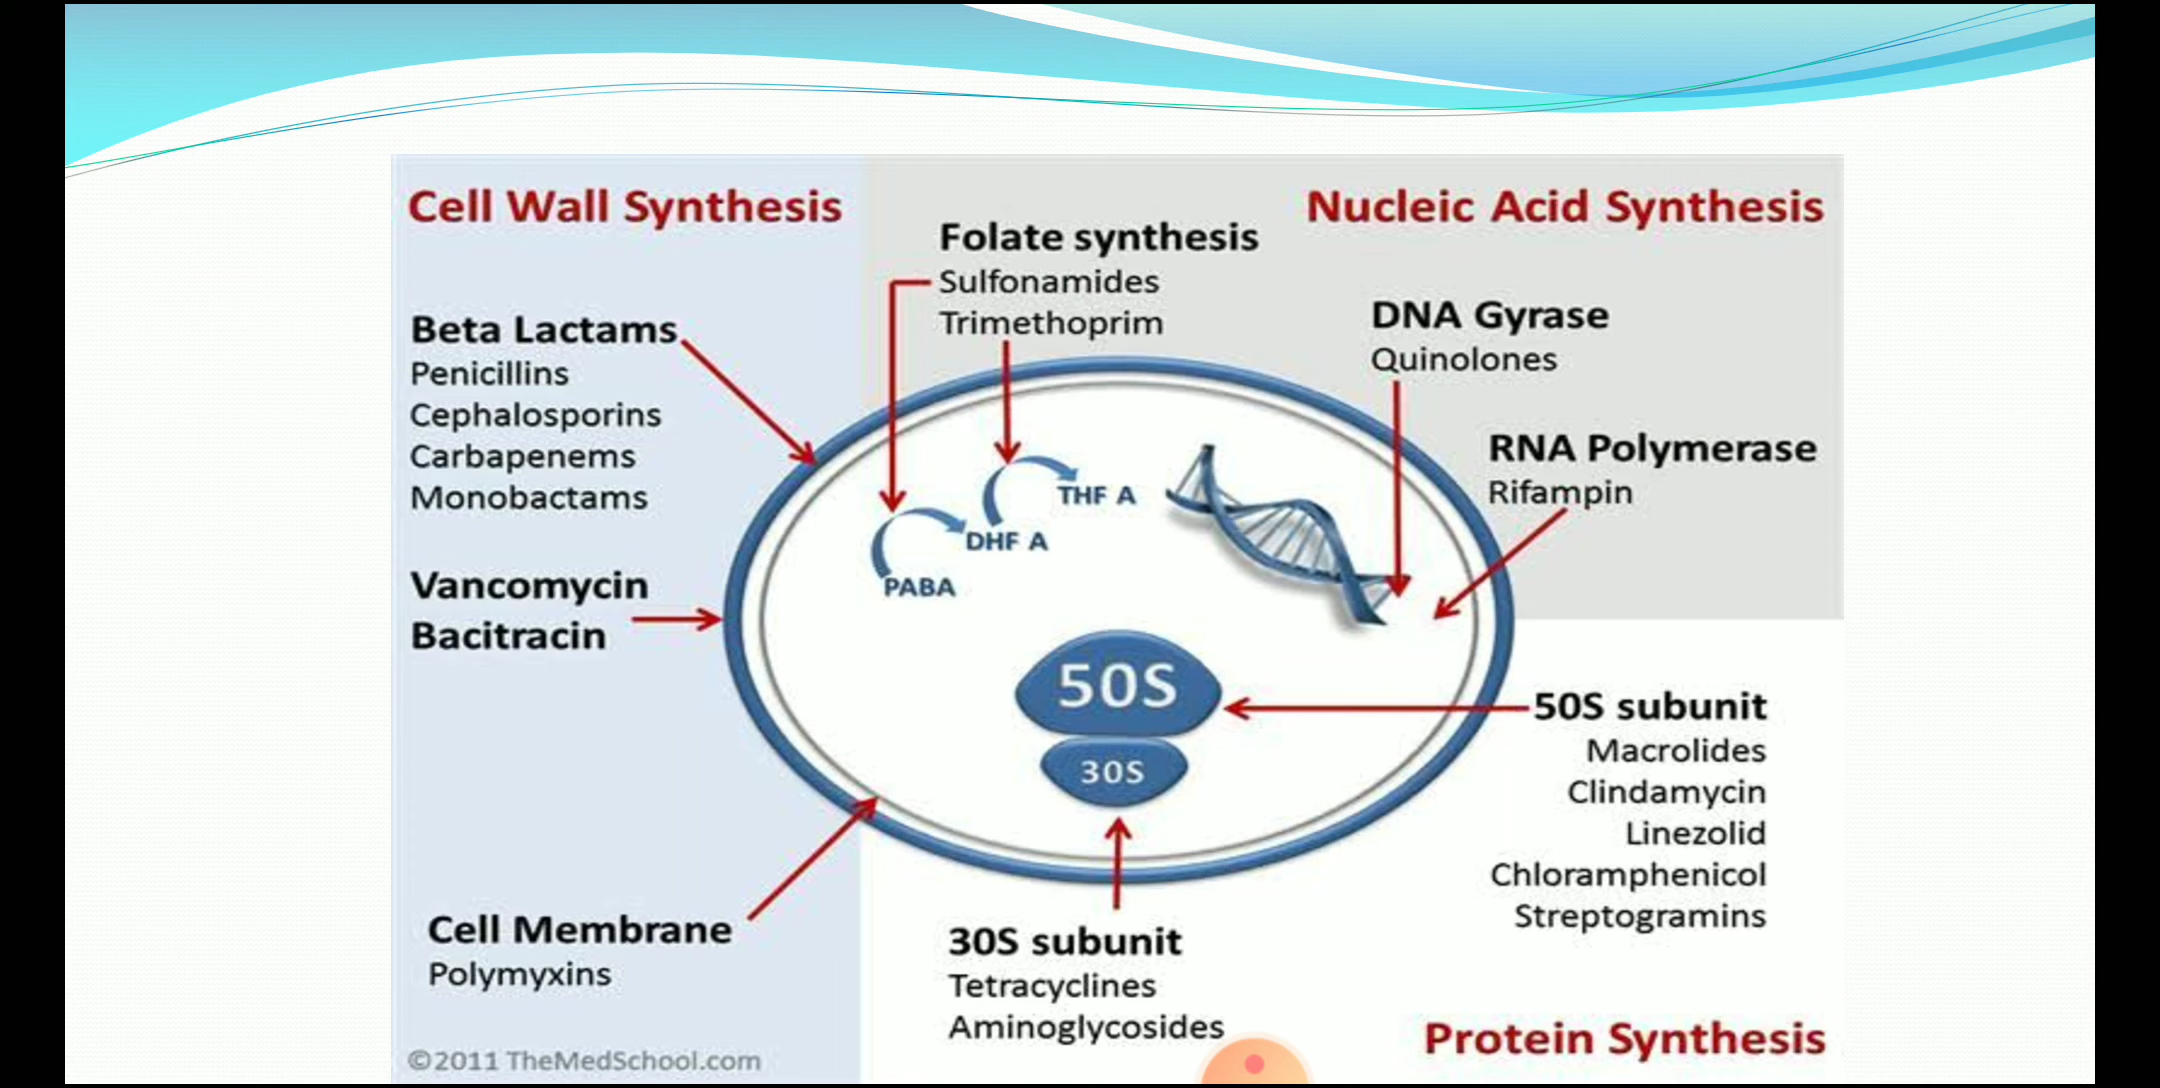 Cell Wall Synthesis
Nucleic Acid Synthesis
Folate synthesis
Sulfonamides
Trimethoprim
Beta Lactams
Penicillins
Cephalosporins
Carbapenems
Monobactams
DNA Gyrase
Quinolones
RNA Polymerase
Rifampin
THF A
DHF A
PABA
Vancomycin
Bacitracin
50S
30S
50S subunit
Macrolides
Clindamycin
Linezolid
Chloramphenicol
Streptogramins
Cell Membrane
Polymyxins
30S subunit
Tetracyclines
Aminoglycosides
Protein Synthesis
©2011 TheMedSchool.com